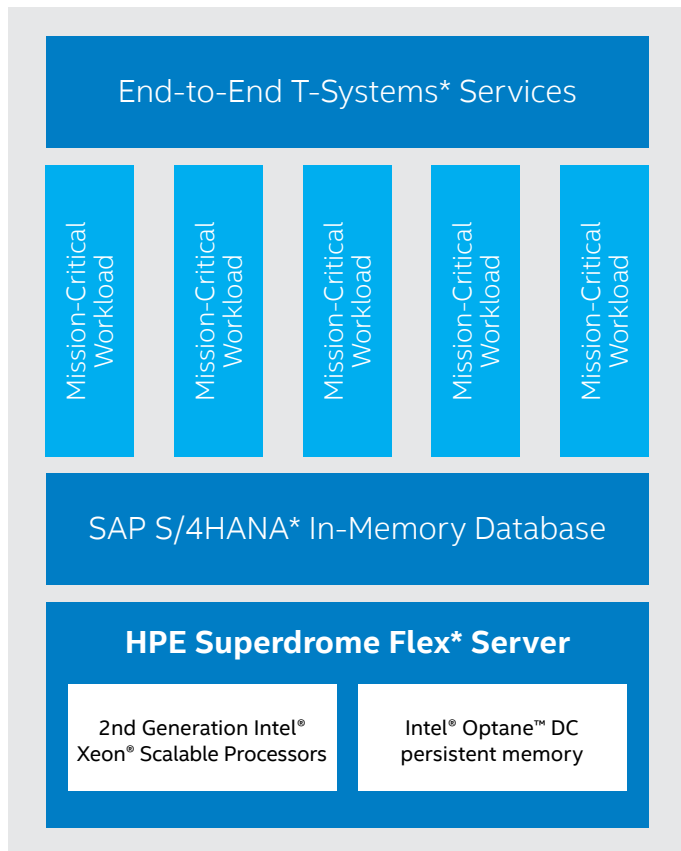 End-to-End T-Systems* Services
Mission-Critical
Workload
Mission-Critical
Workload
Mission-Critical
Workload
Mission-Critical
Workload
Mission-Critical
Workload
SAP S/4HANA* In-Memory Database
HPE Superdrome Flex* Server
2nd Generation Intel®
Xeon® Scalable Processors
Intel® Optane™ DC
persistent memory